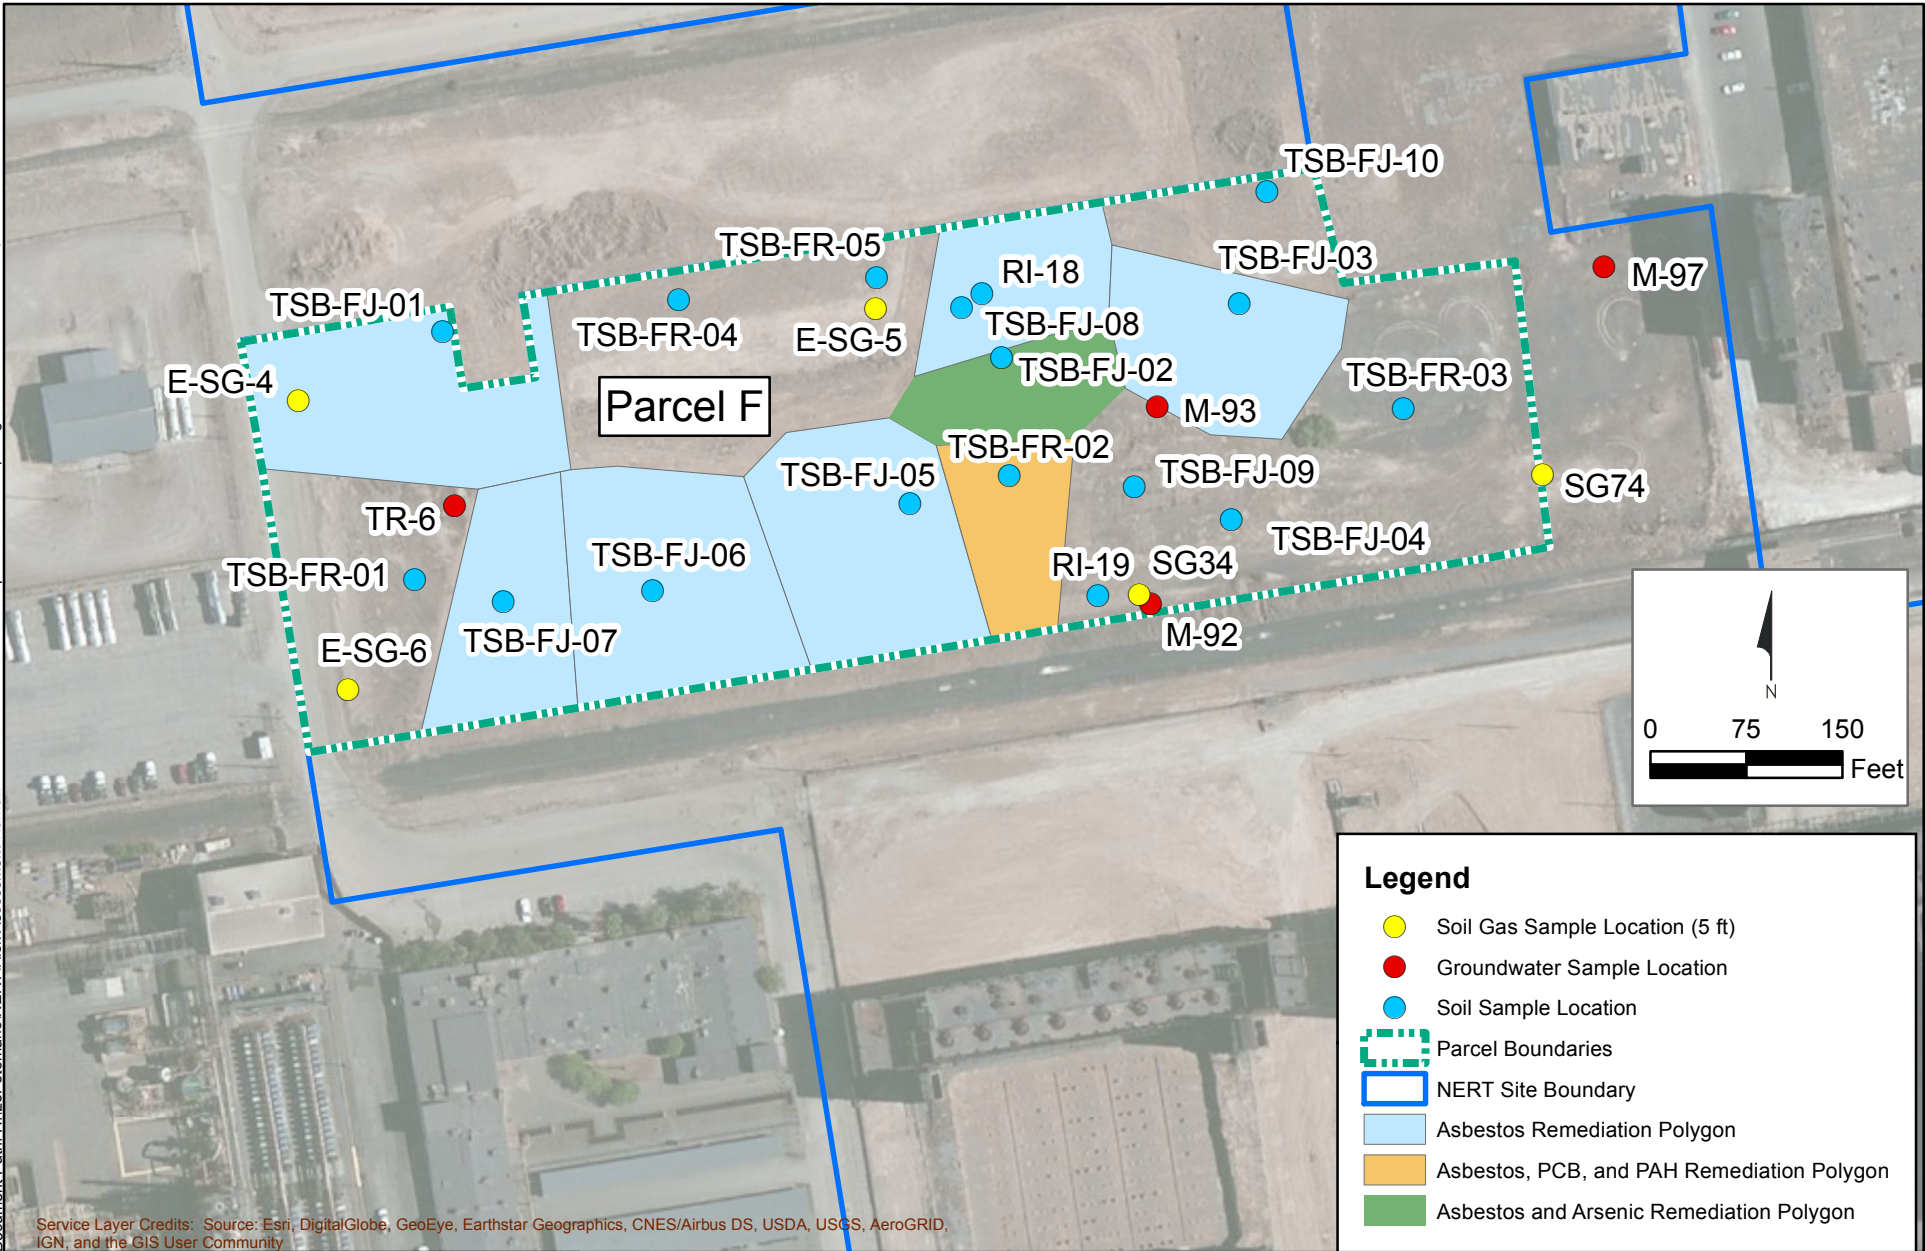 TSB-FJ-10
TSB-FR-05
TSB-FJ-03
RI-18
M-97
TSB-FJ-01
TSB-FR-04
E-SG-5
TSB-FJ-08
TSB-FJ-02
E-SG-4
TSB-FR-03
Parcel F
M-93
TSB-FR-02
TSB-FJ-05
TSB-FJ-09
SG74
TR-6
TSB-FJ-04
TSB-FJ-06
RI-19
SG34
TSB-FR-01
TSB-FJ-07
M-92
E-SG-6
N
0 75 150
Feet
Legend
Soil Gas Sample Location (5 ft)
Groundwater Sample Location
Soil Sample Location
Parcel Boundaries
NERT Site Boundary
Asbestos Remediation Polygon
Asbestos, PCB, and PAH Remediation Polygon
Asbestos and Arsenic Remediation Polygon
Service Layer Credits: Source: Esri, DigitalGlobe, GeoEye, Earthstar Geographics, CNES/Airbus DS, USDA, USGS, AeroGRID,
IGN, and the GIS User Community